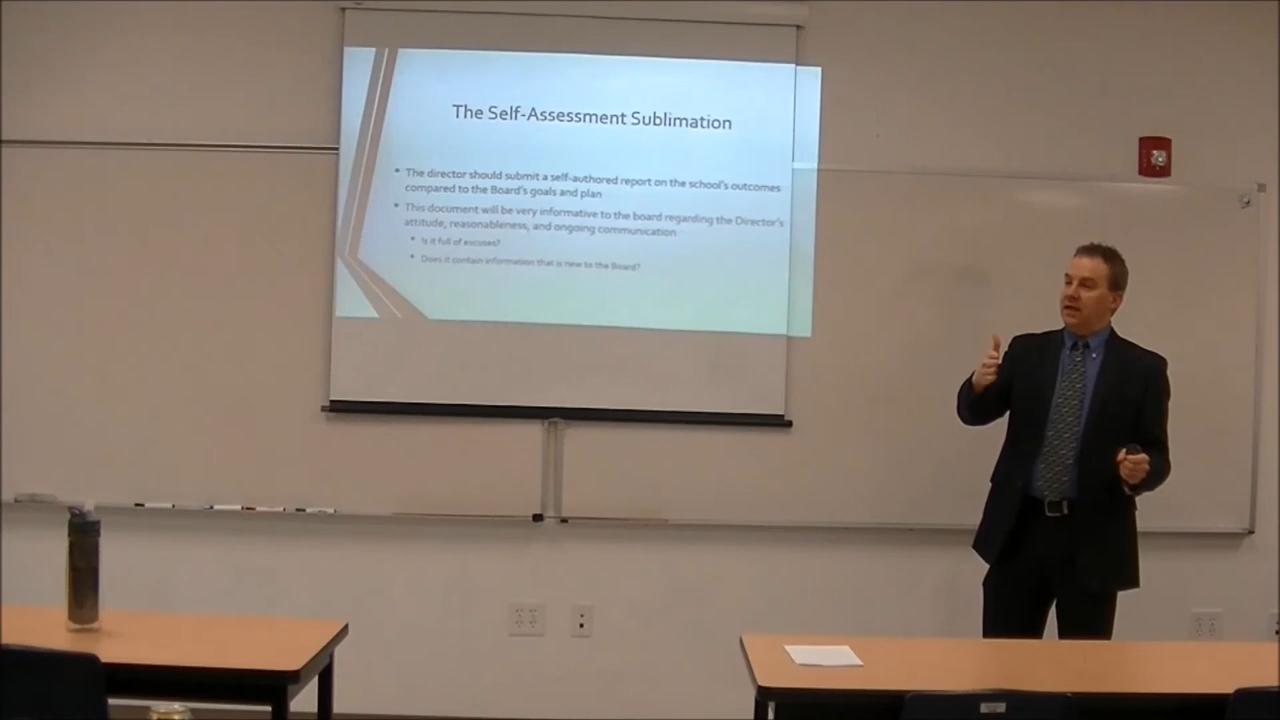 The Self-Assessment Sublimation
• The director should submit a self-authored report on the school's outcomes
compared to the Board's goals and plan
• This document will be very informative to the board regarding the Director's
attitude, reasonableness, and ongoing communication
• Is it full of excuses?
• Does it contain information that is new to the Board?